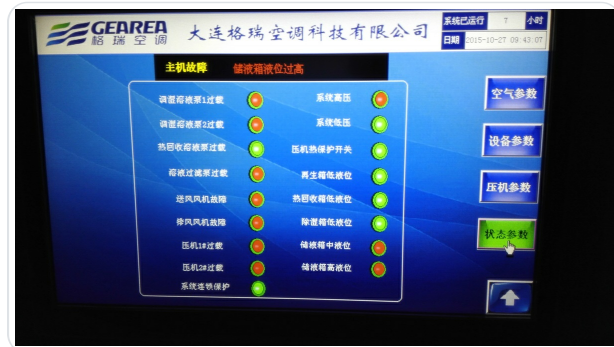 GEAREA
格瑞空调
大连格瑞空调科技有限公司
系统已运行 7 小时
日期 2015-10-27 09:43:07
主机故障 储液箱液位过高
调湿溶液泵1过载 系统高压
调湿溶液泵2过载 系统低压
热回收溶液泵过载 压机热保护开关
溶液过滤泵过载 再生箱低液位
送风风机故障 热回收箱低液位
排风风机故障 除湿箱低液位
压机1#过载 储液箱中液位
压机2#过载 储液箱高液位
系统连锁保护
空气参数
设备参数
压机参数
状态参数